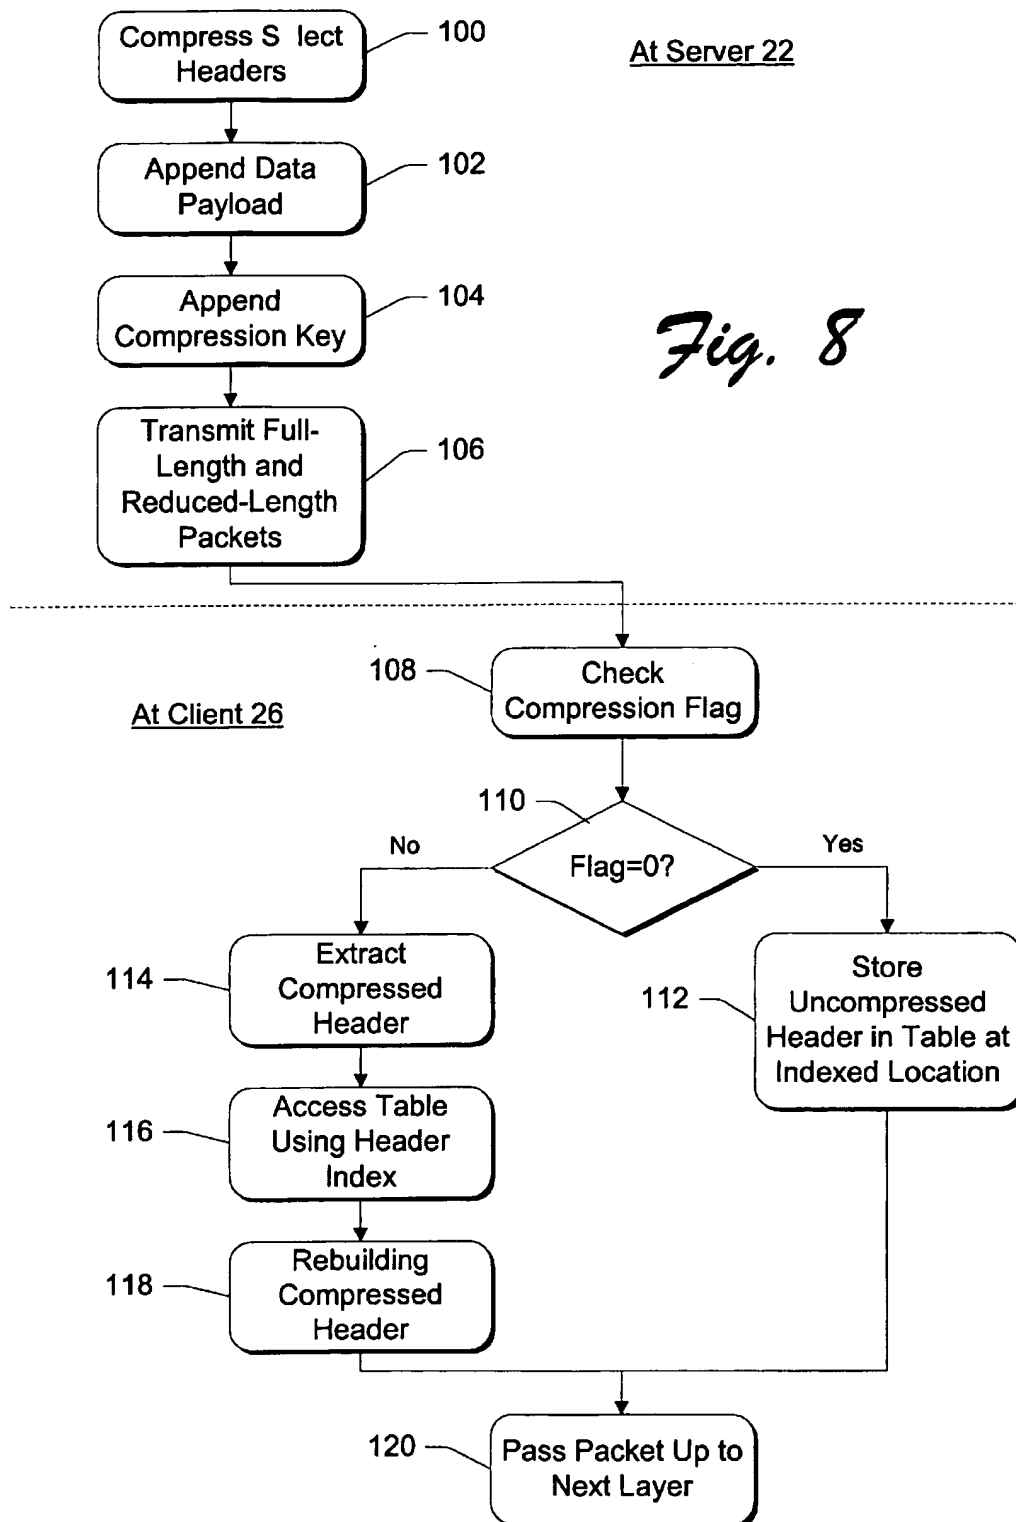 Compress S lect
Headers
100
At Server 22
Append Data
Payload
102
Append
Compression Key
104
Fig. 8
Transmit Full-
Length and
Reduced-Length
Packets
106
108
Check
Compression Flag
At Client 26
110
No
Flag=0?
Yes
114
Extract
Compressed
Header
112
Store
Uncompressed
Header in Table at
Indexed Location
116
Access Table
Using Header
Index
118
Rebuilding
Compressed
Header
120
Pass Packet Up to
Next Layer